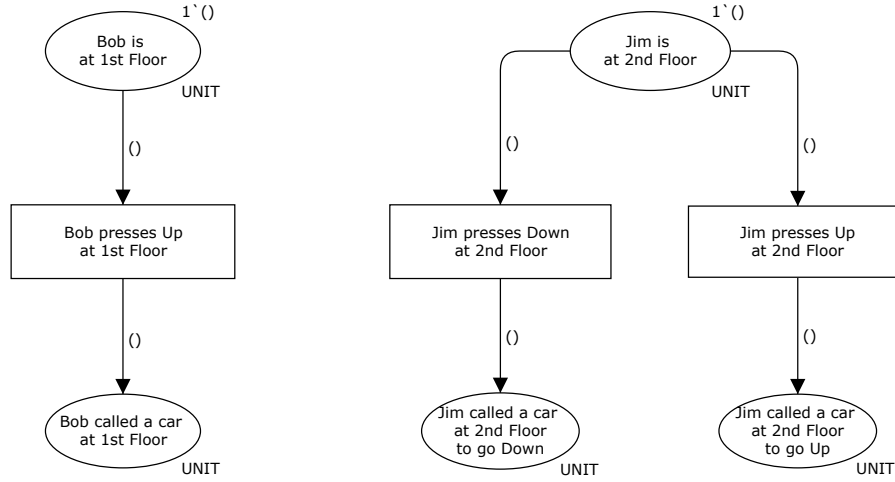 1`()
Bob is
at 1st Floor
UNIT
1`()
Jim is
at 2nd Floor
UNIT
()
()
()
Bob presses Up
at 1st Floor
Jim presses Down
at 2nd Floor
Jim presses Up
at 2nd Floor
()
()
()
Bob called a car
at 1st Floor
UNIT
Jim called a car
at 2nd Floor
to go Down
UNIT
Jim called a car
at 2nd Floor
to go Up
UNIT